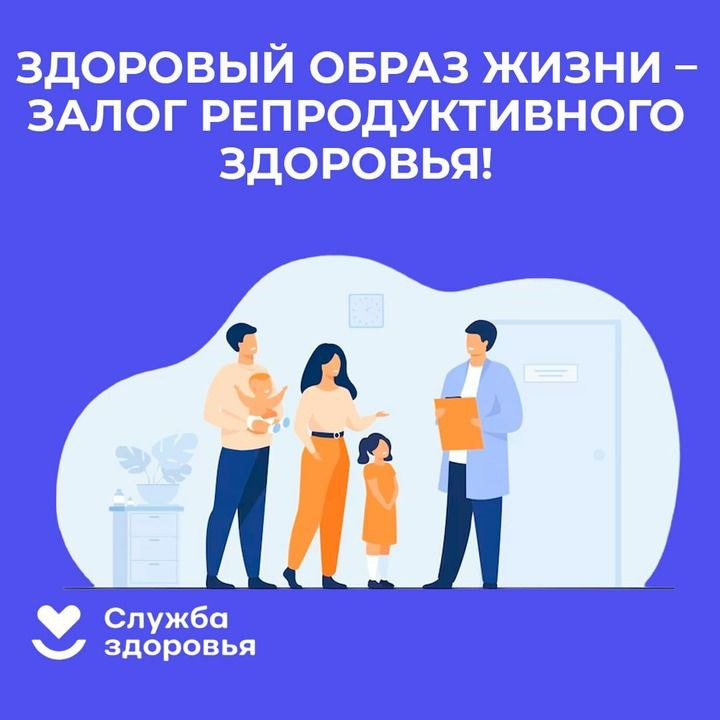 ЗДОРОВЫЙ ОБРАЗ ЖИЗНИ –
ЗАЛОГ РЕПРОДУКТИВНОГО
ЗДОРОВЬЯ!
Служба
здоровья